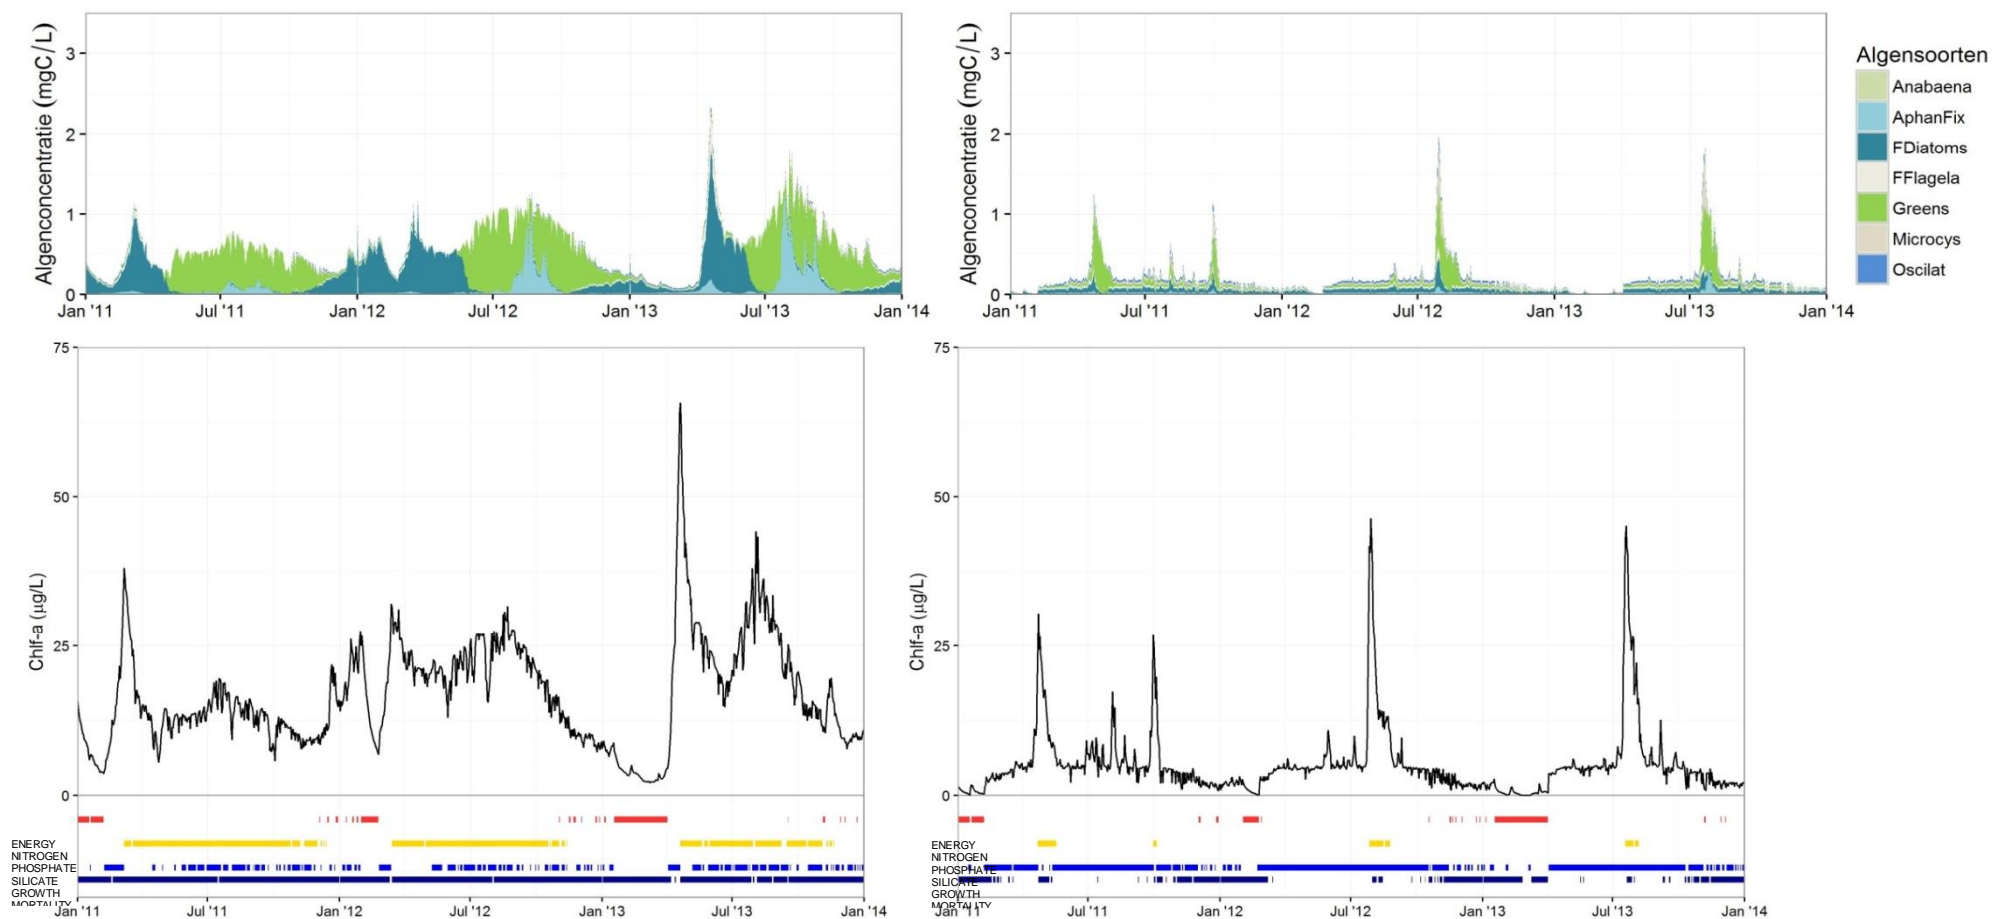 Algenconcentratie (mgC/L)
3
2
1
0
Jan '11
Jul '11
Jan '12
Jul '12
Jan '13
Jul '13
Jan '14
Algenconcentratie (mgC/L)
3
2
1
0
Jan '11
Jul '11
Jan '12
Jul '12
Jan '13
Jul '13
Jan '14
Algensoorten
Anabaena
AphanFix
FDiatoms
FFlagela
Greens
Microcys
Oscilat
Chlf-a (µg/L)
75
50
25
0
ENERGY
NITROGEN
PHOSPHATE
SILICATE
GROWTH
MORTALITY
Jan '11
Jul '11
Jan '12
Jul '12
Jan '13
Jul '13
Jan '14
Chlf-a (µg/L)
75
50
25
0
ENERGY
NITROGEN
PHOSPHATE
SILICATE
GROWTH
MORTALITY
Jan '11
Jul '11
Jan '12
Jul '12
Jan '13
Jul '13
Jan '14